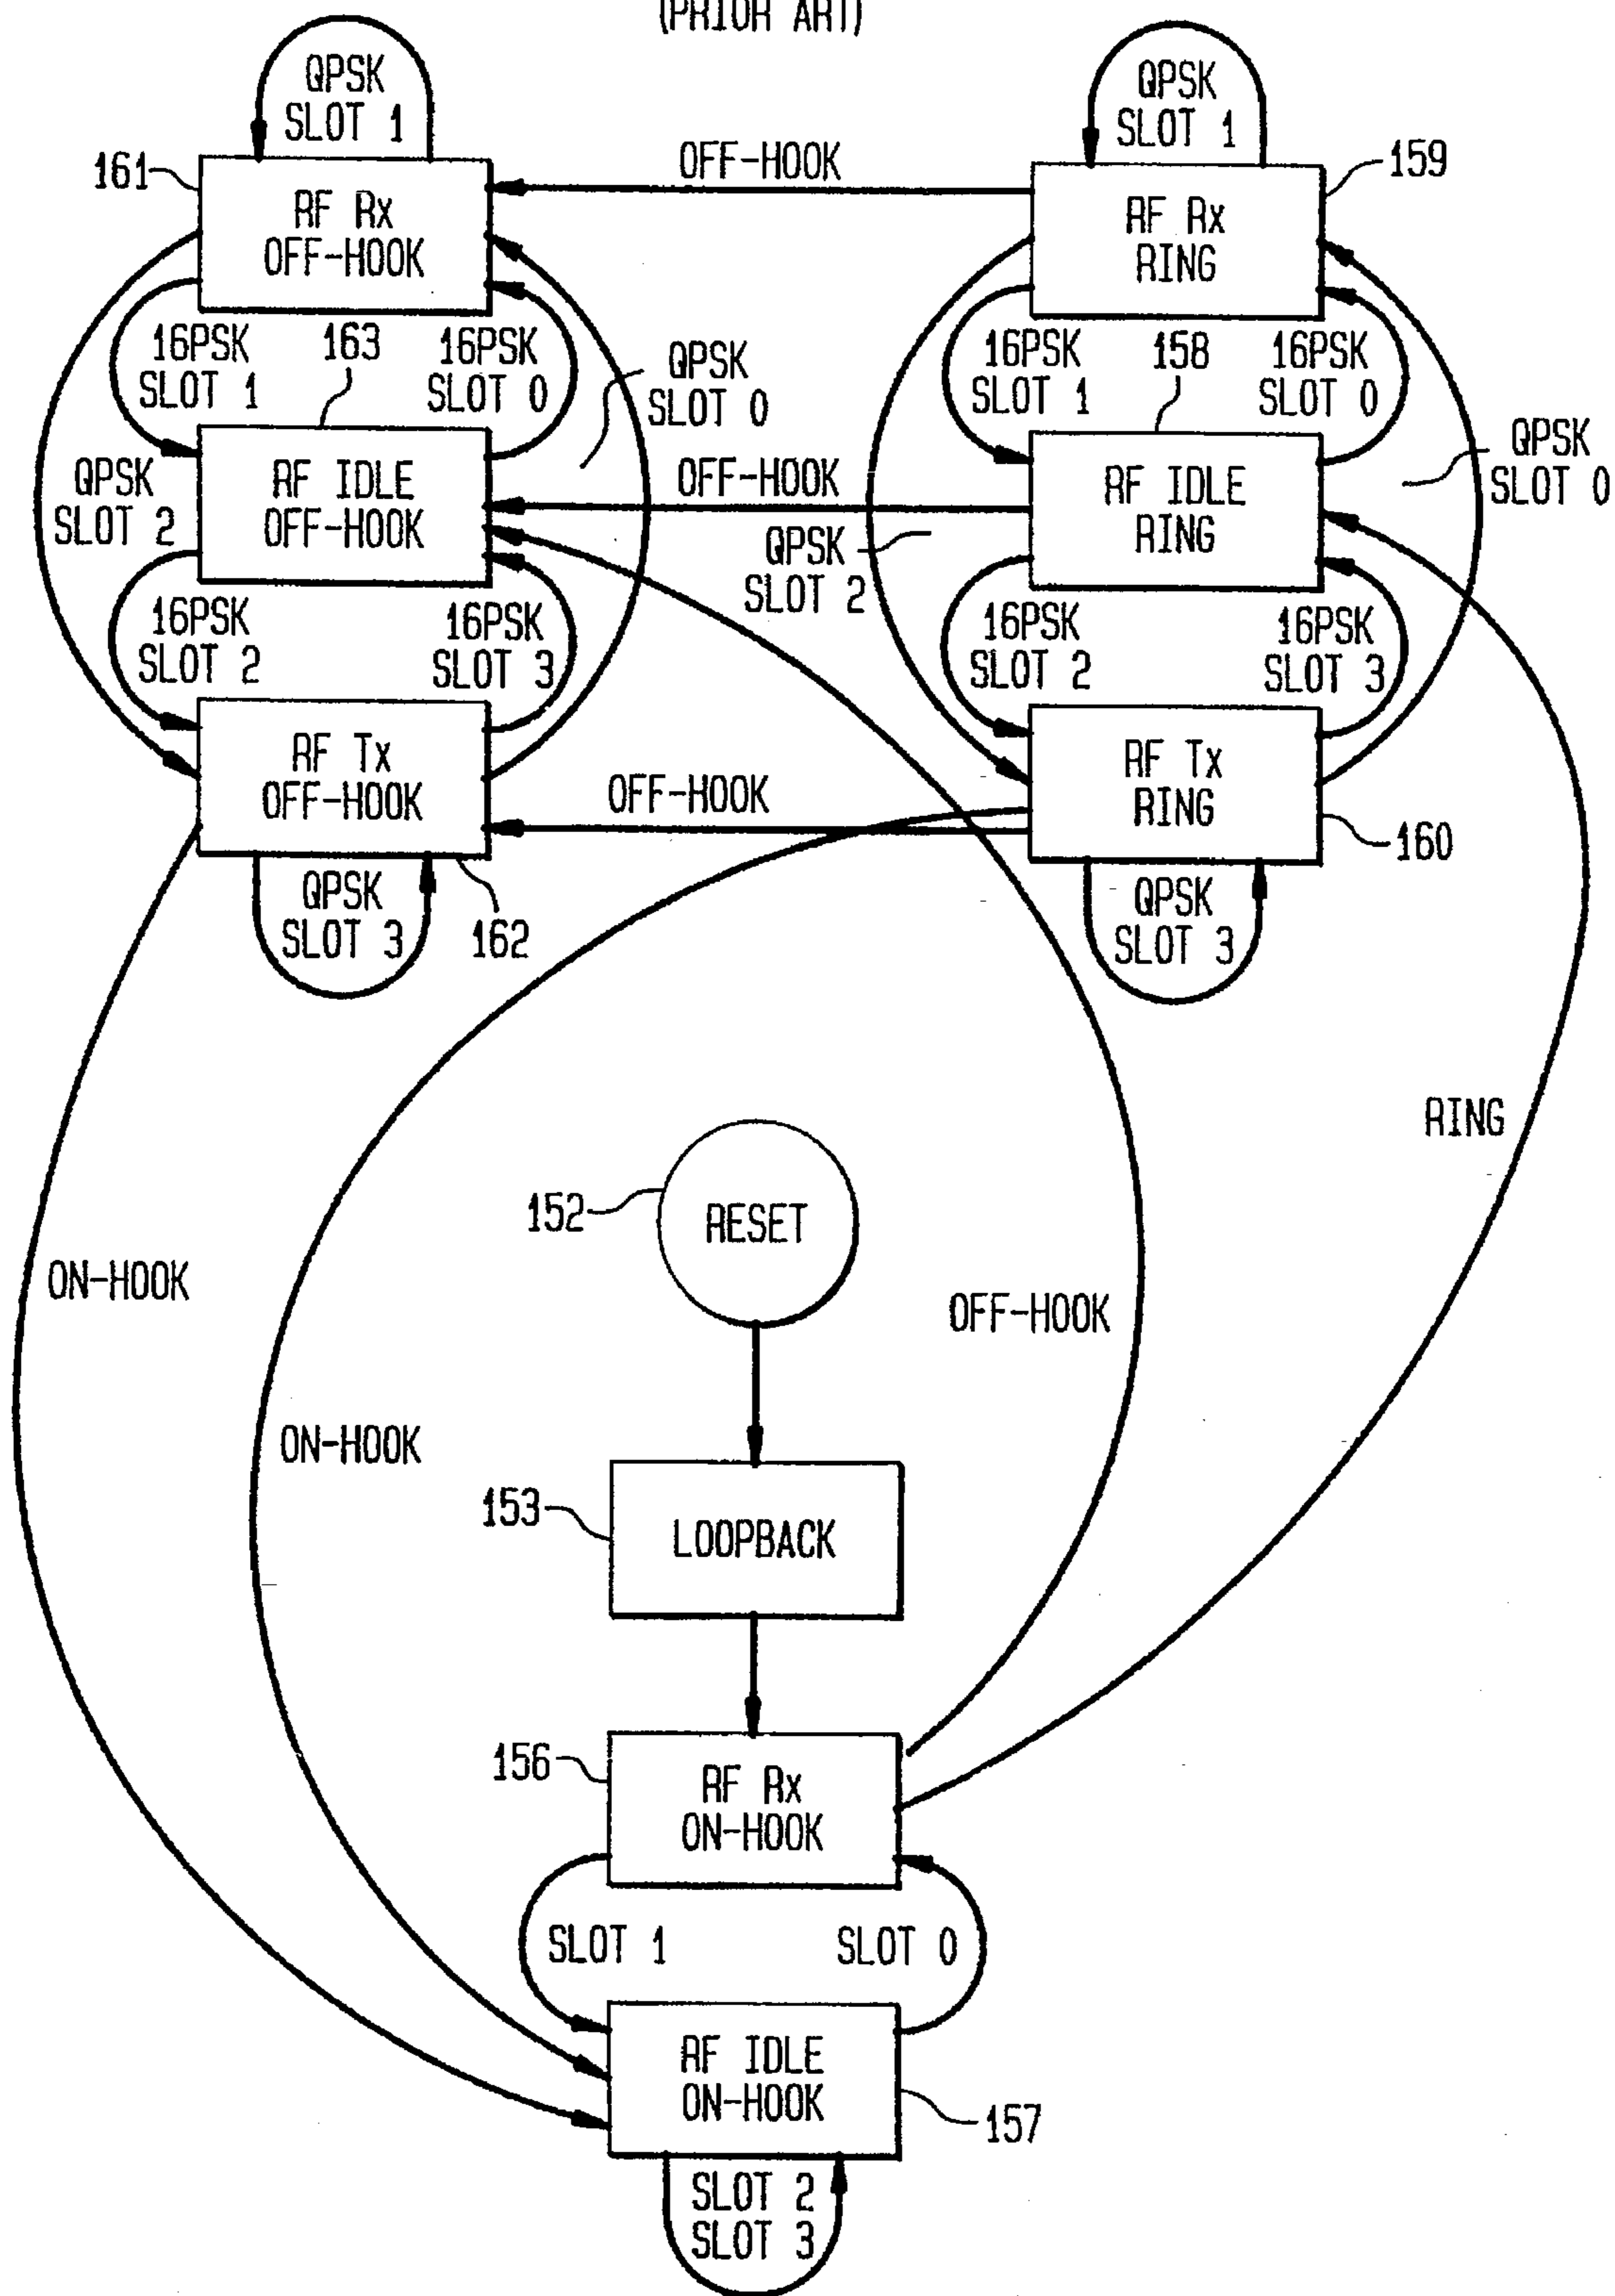 (PRIOR ART)
QPSK
SLOT 1
QPSK
SLOT 1
161
OFF-HOOK
159
RF Rx
OFF-HOOK
RF Rx
RING
16PSK
SLOT 1
163
16PSK
SLOT 0
QPSK
SLOT 0
16PSK
SLOT 1
158
16PSK
SLOT 0
QPSK
SLOT 0
QPSK
SLOT 2
RF IDLE
OFF-HOOK
OFF-HOOK
QPSK
SLOT 2
RF IDLE
RING
16PSK
SLOT 2
16PSK
SLOT 3
16PSK
SLOT 2
16PSK
SLOT 3
RF Tx
OFF-HOOK
OFF-HOOK
RF Tx
RING
160
QPSK
SLOT 3
162
QPSK
SLOT 3
RING
152
RESET
ON-HOOK
OFF-HOOK
ON-HOOK
153
LOOPBACK
156
RF Rx
ON-HOOK
SLOT 1
SLOT 0
RF IDLE
ON-HOOK
157
SLOT 2
SLOT 3